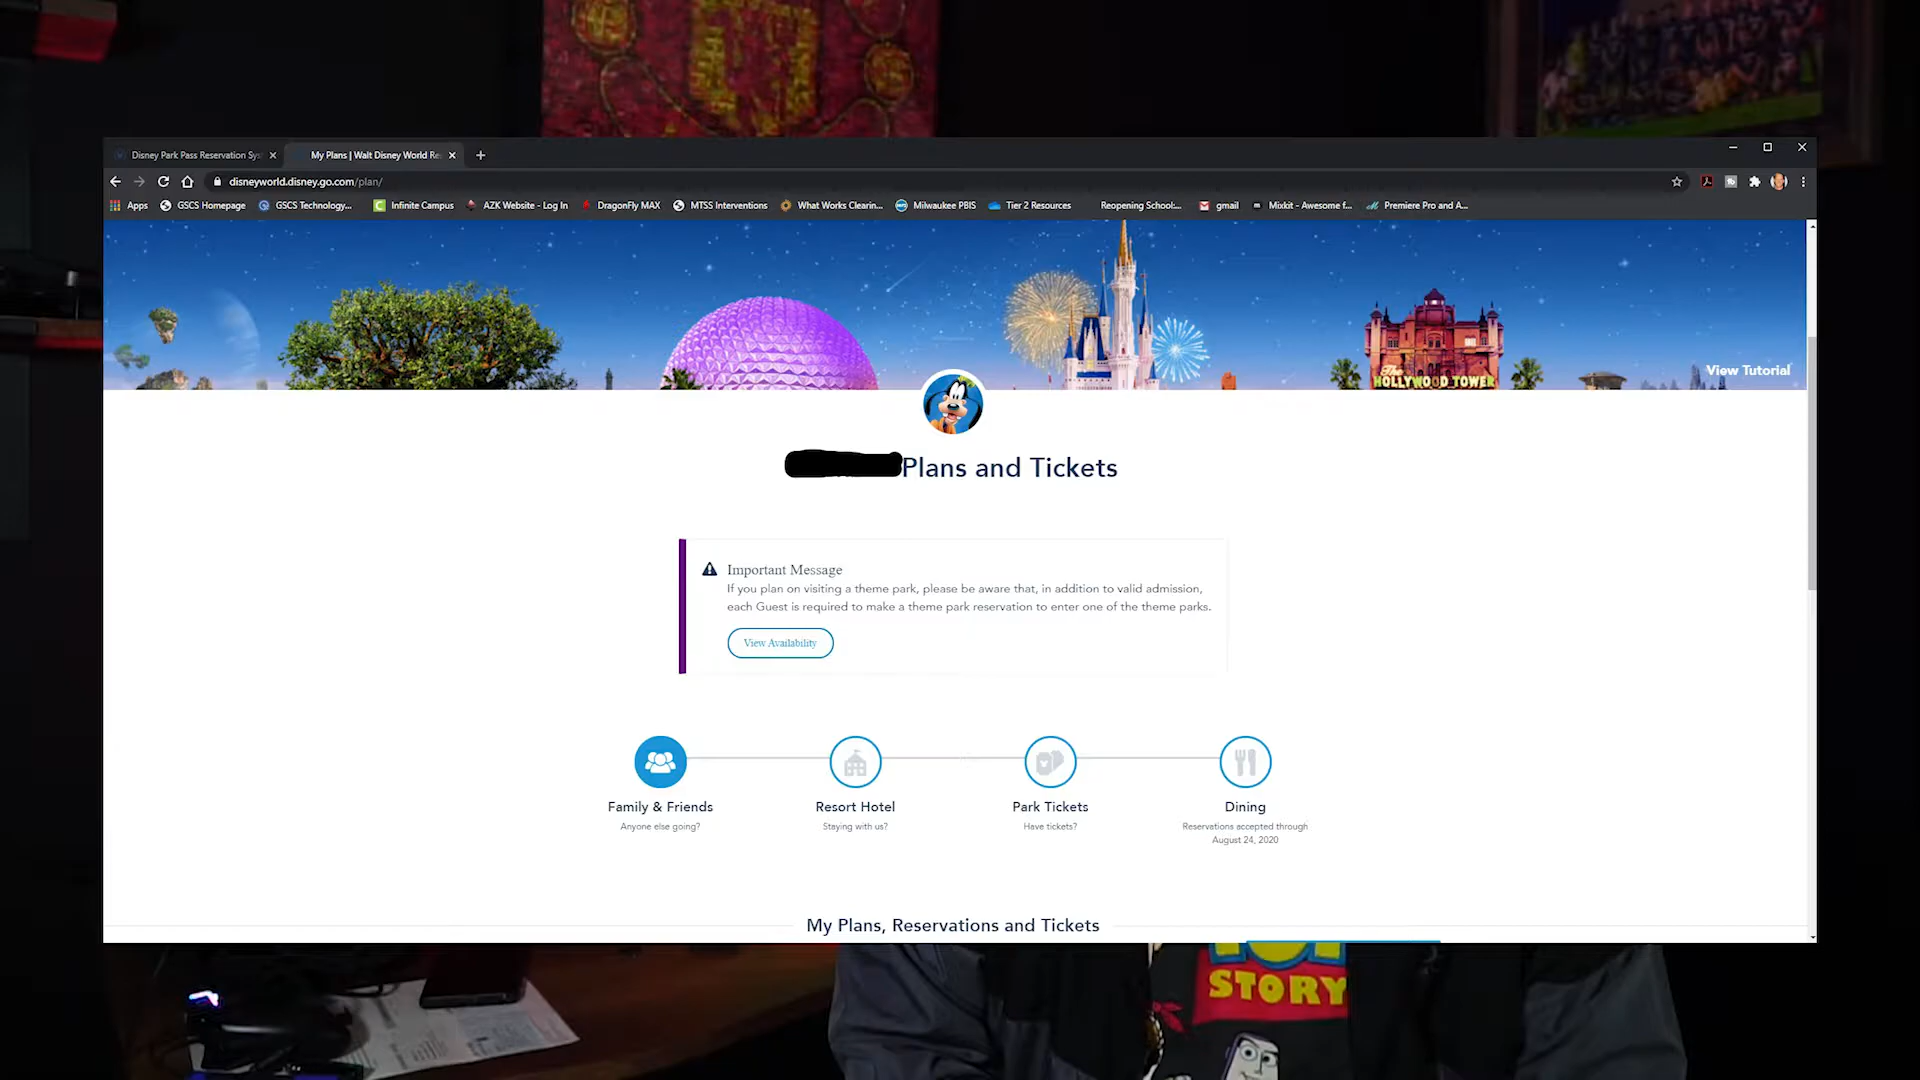 Disney Park Pass Reservation Sys
My Plans | Walt Disney World Re
disneyworld.disney.go.com/plan/
Apps
GSCS Homepage
GSCS Technology...
Infinite Campus
AZK Website - Log In
DragonFly MAX
MTSS Interventions
What Works Clearin...
Milwaukee PBIS
Tier 2 Resources
Reopening School:...
gmail
Mixkit - Awesome f...
Premiere Pro and A...
The
HOLLYWOOD TOWER
View Tutorial
Plans and Tickets
Important Message
If you plan on visiting a theme park, please be aware that, in addition to valid admission,
each Guest is required to make a theme park reservation to enter one of the theme parks.
View Availability
Family & Friends
Anyone else going?
Resort Hotel
Staying with us?
Park Tickets
Have tickets?
Dining
Reservations accepted through
August 24, 2020
My Plans, Reservations and Tickets
STORY